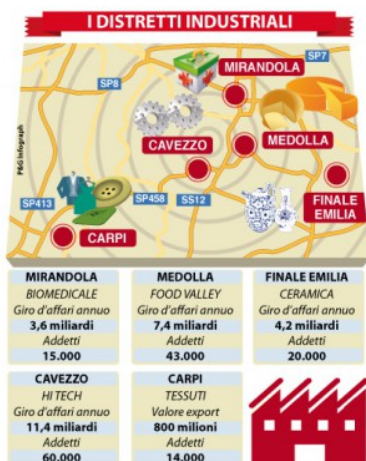 I DISTRETTI INDUSTRIALI
SP7
MIRANDOLA
SP8
P&G Infograph
MEDOLLA
CAVEZZO
FINALE
EMILIA
SP413
SP458
SS12
CARPI
MIRANDOLA
BIOMEDICALE
Giro d'affari annuo
3,6 miliardi
Addetti
15.000
MEDOLLA
FOOD VALLEY
Giro d'affari annuo
7,4 miliardi
Addetti
43.000
FINALE EMILIA
CERAMICA
Giro d'affari annuo
4,2 miliardi
Addetti
20.000
CAVEZZO
HI TECH
Giro d'affari annuo
11,4 miliardi
Addetti
60.000
CARPI
TESSUTI
Valore export
800 milioni
Addetti
14.000